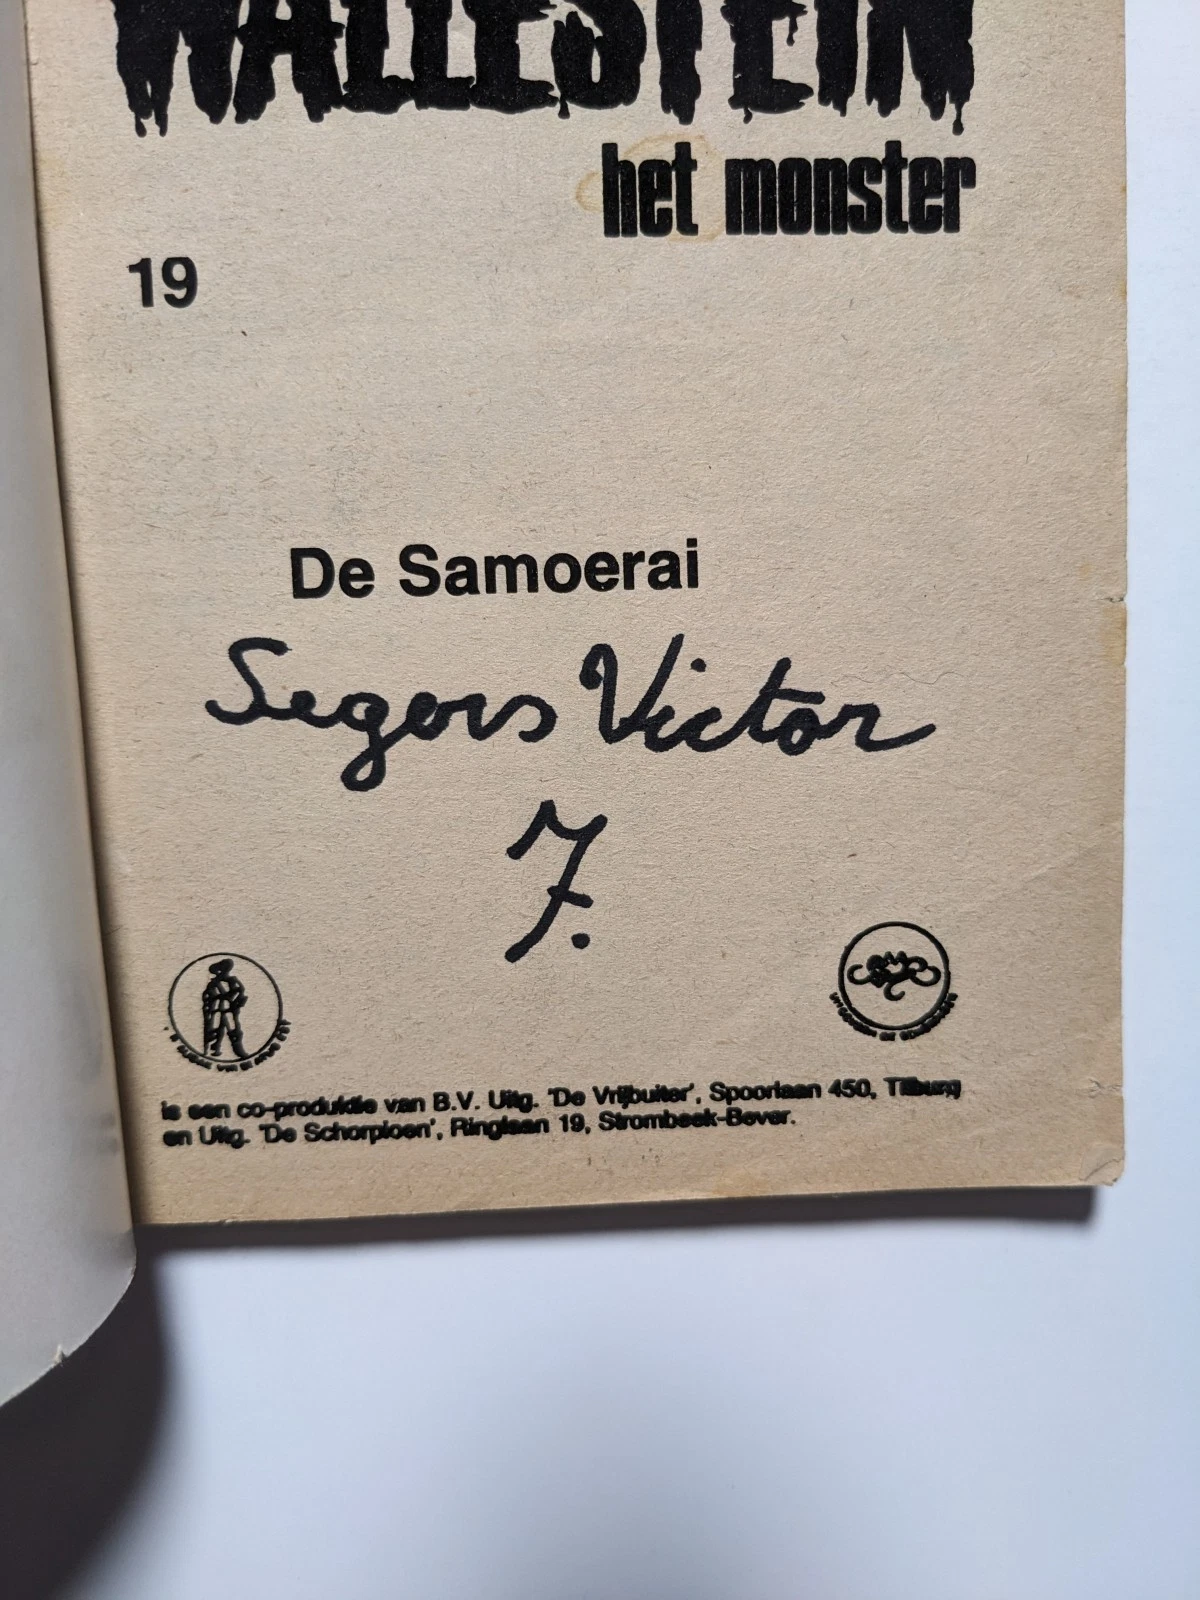 WALLESTEIN
het monster
19
De Samoerai
Segers Victor
7.
is een co-produktie van B.V. Uitg. 'De Vrijbuiter', Spoorlaan 450, Tilburg
en Uitg. 'De Schorpioen', Ringlaan 19, Strombeek-Bever.